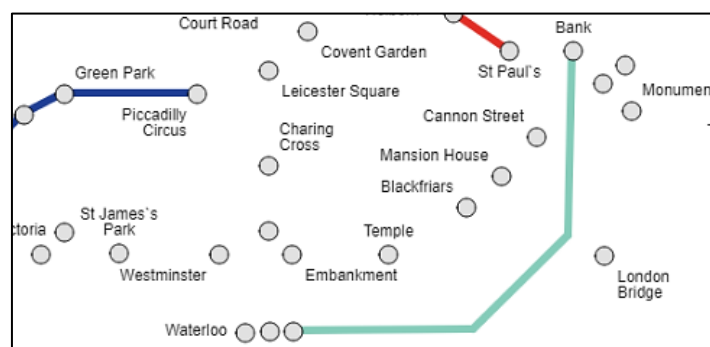 Court Road
Covent Garden
Bank
St Paul`s
Green Park
Leicester Square
Monumen
Piccadilly
Circus
Cannon Street
Charing
Cross
Mansion House
Blackfriars
ctoria
St James`s
Park
Temple
Westminster
Embankment
London
Bridge
Waterloo